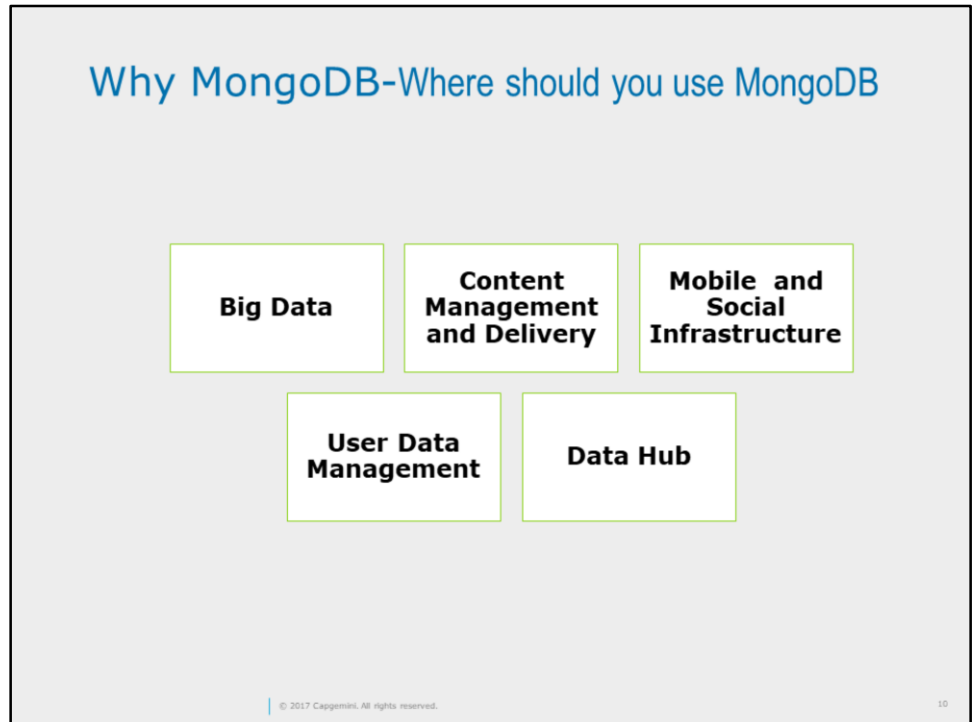 Why MongoDB-Where should you use MongoDB
Big Data
Content
Management
and Delivery
Mobile and
Social
Infrastructure
User Data
Management
Data Hub
© 2017 Capgemini. All rights reserved.
10